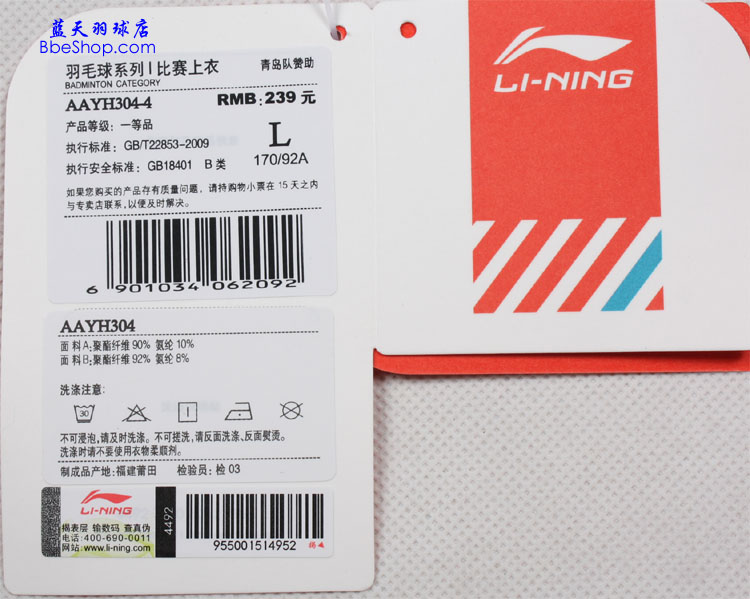 蓝天羽球店
BbeShop.com
羽毛球系列 | 比赛上衣
青岛队赞助
BADMINTON CATEGORY
AAYH304-4
RMB: 239 元
产品等级: 一等品
L
执行标准: GB/T22853-2009
170/92A
执行安全标准: GB18401 B 类
如果您购买的产品存有质量问题, 请持购物小票在 15 天之内
与专卖店联系, 以便及时解决。
6 901034 062092
AAYH304
面 料 A: 聚酯纤维 90% 氨纶 10%
面 料 B: 聚酯纤维 92% 氨纶 8%
洗涤注意:
30
不可浸泡, 请及时洗涤。不可搓洗, 请反面洗涤、反面熨烫。
洗涤时请不要使用衣物柔顺剂。
制成品产地: 福建莆田 检验员: 检 03
LI-NING
揭表层 输数码 查真伪
电话: 400-690-0011
网站: www.li-ning.com
4492
955001514952
LI-NING